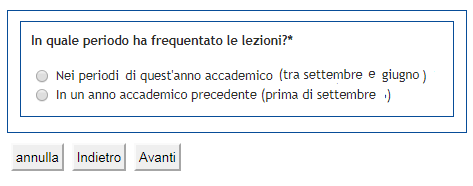 In quale periodo ha frequentato le lezioni?*
Nei periodi di quest'anno accademico (tra settembre e giugno)
In un anno accademico precedente (prima di settembre ,)
annulla Indietro Avanti